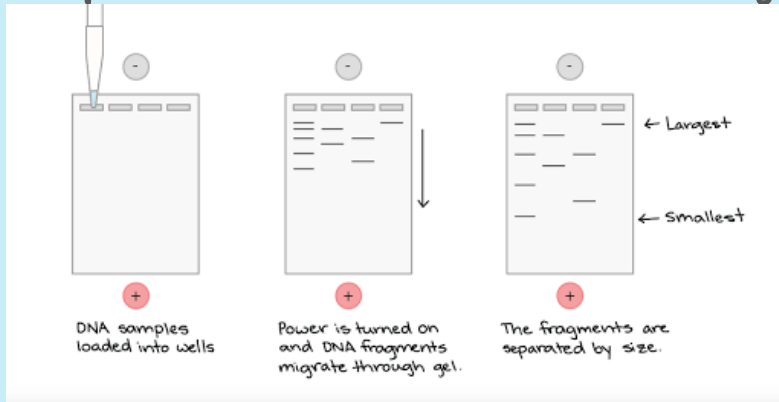 -
-
-
← Largest
← Smallest
+
+
+
DNA samples
loaded into wells
Power is turned on
and DNA fragments
migrate through gel.
The fragments are
separated by size.